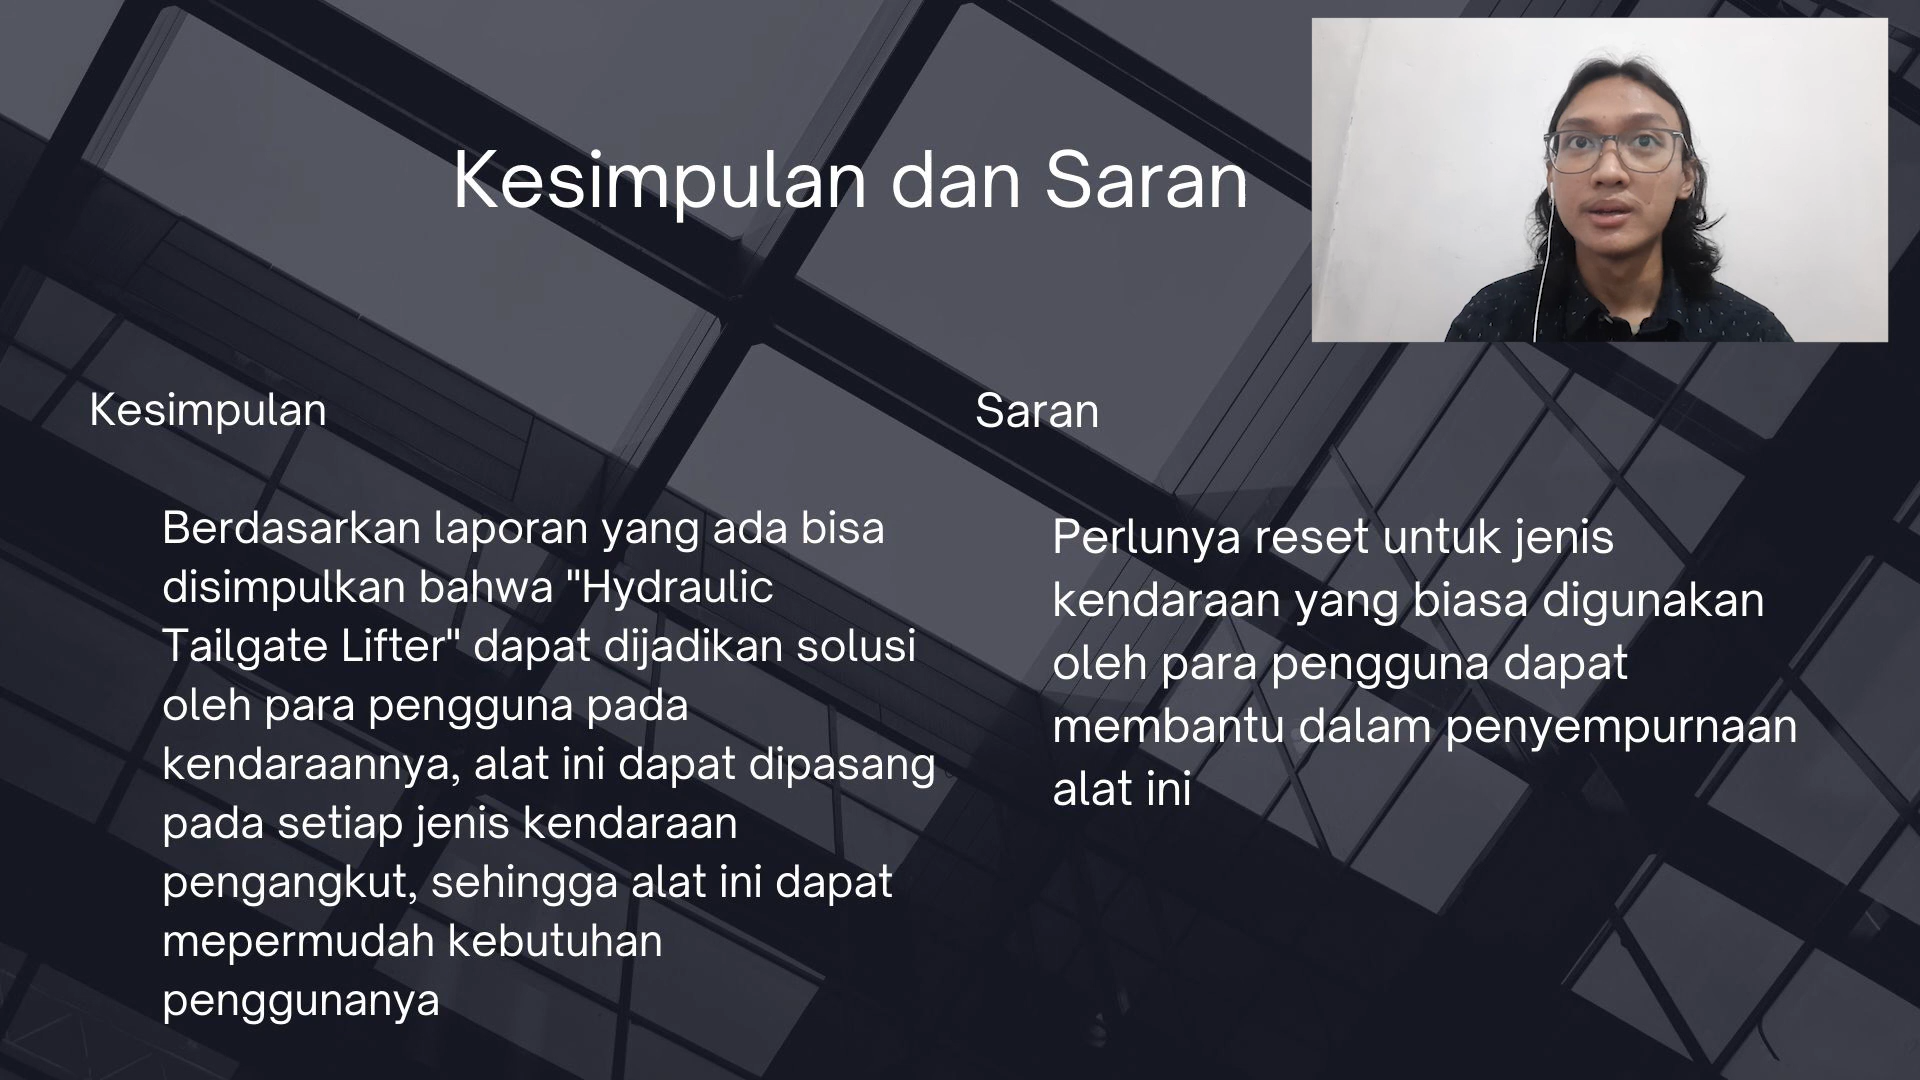 Kesimpulan dan Saran
Kesimpulan
Berdasarkan laporan yang ada bisa
disimpulkan bahwa "Hydraulic
Tailgate Lifter" dapat dijadikan solusi
oleh para pengguna pada
kendaraannya, alat ini dapat dipasang
pada setiap jenis kendaraan
pengangkut, sehingga alat ini dapat
mepermudah kebutuhan
penggunanya
Saran
Perlunya reset untuk jenis
kendaraan yang biasa digunakan
oleh para pengguna dapat
membantu dalam penyempurnaan
alat ini